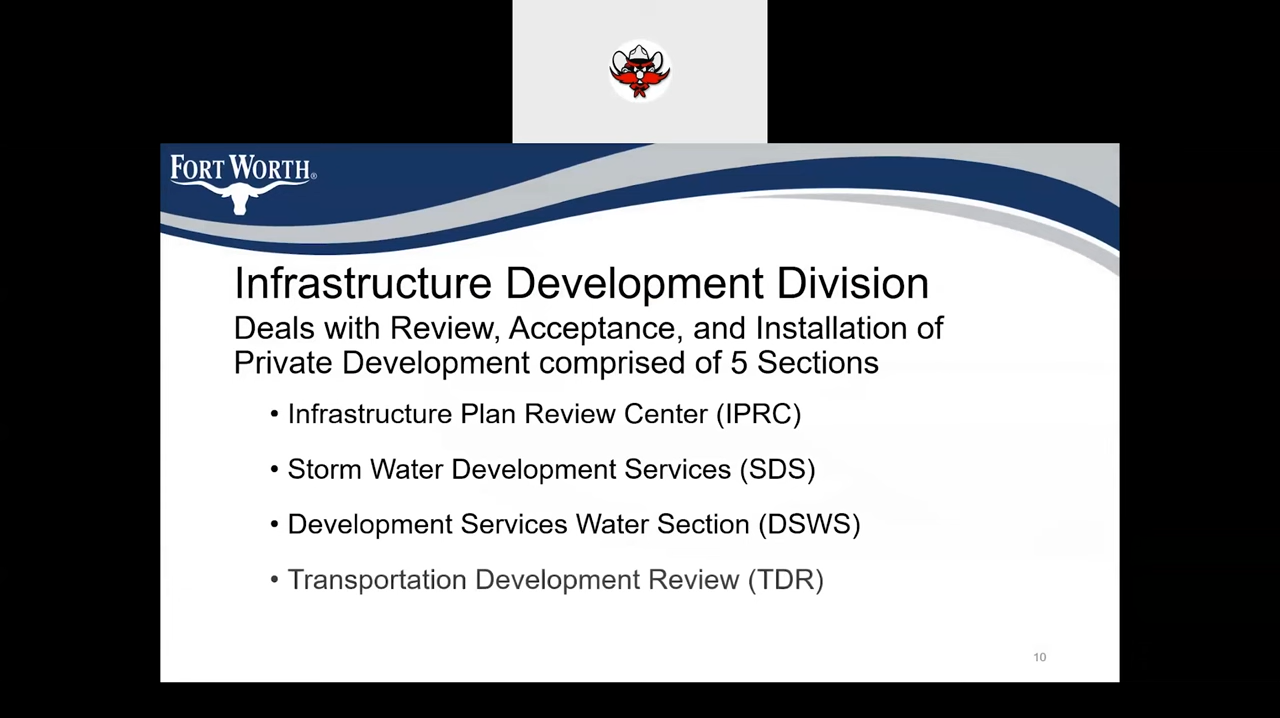 FORT WORTH®
Infrastructure Development Division
Deals with Review, Acceptance, and Installation of
Private Development comprised of 5 Sections
• Infrastructure Plan Review Center (IPRC)
• Storm Water Development Services (SDS)
• Development Services Water Section (DSWS)
• Transportation Development Review (TDR)
10